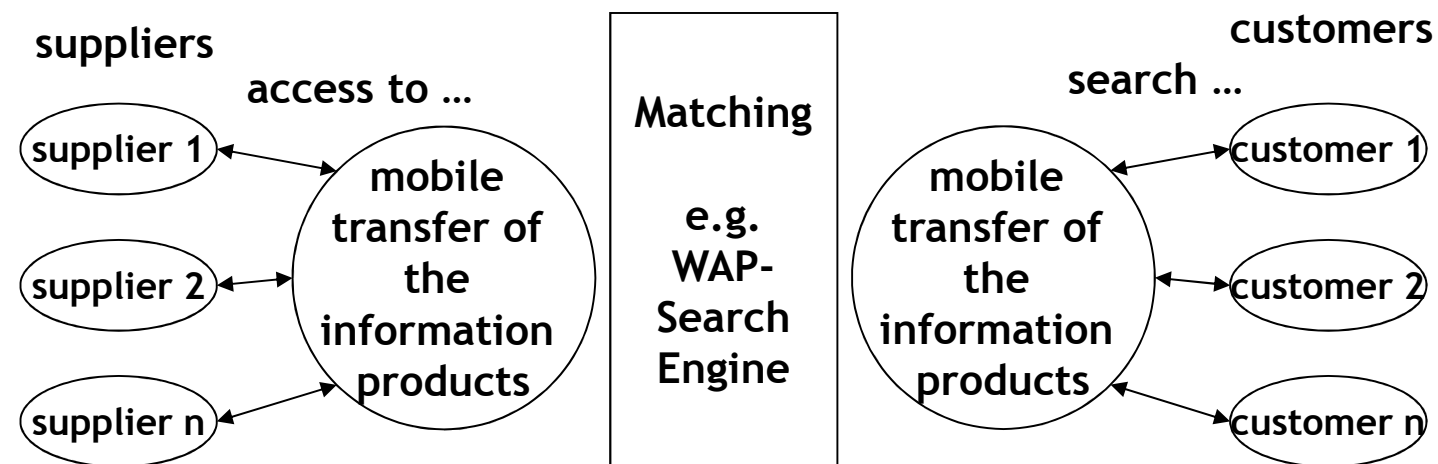 suppliers
access to ...
supplier 1
supplier 2
supplier n
mobile
transfer of
the
information
products
Matching
e.g.
WAP-
Search
Engine
customers
search ...
mobile
transfer of
the
information
products
customer 1
customer 2
customer n